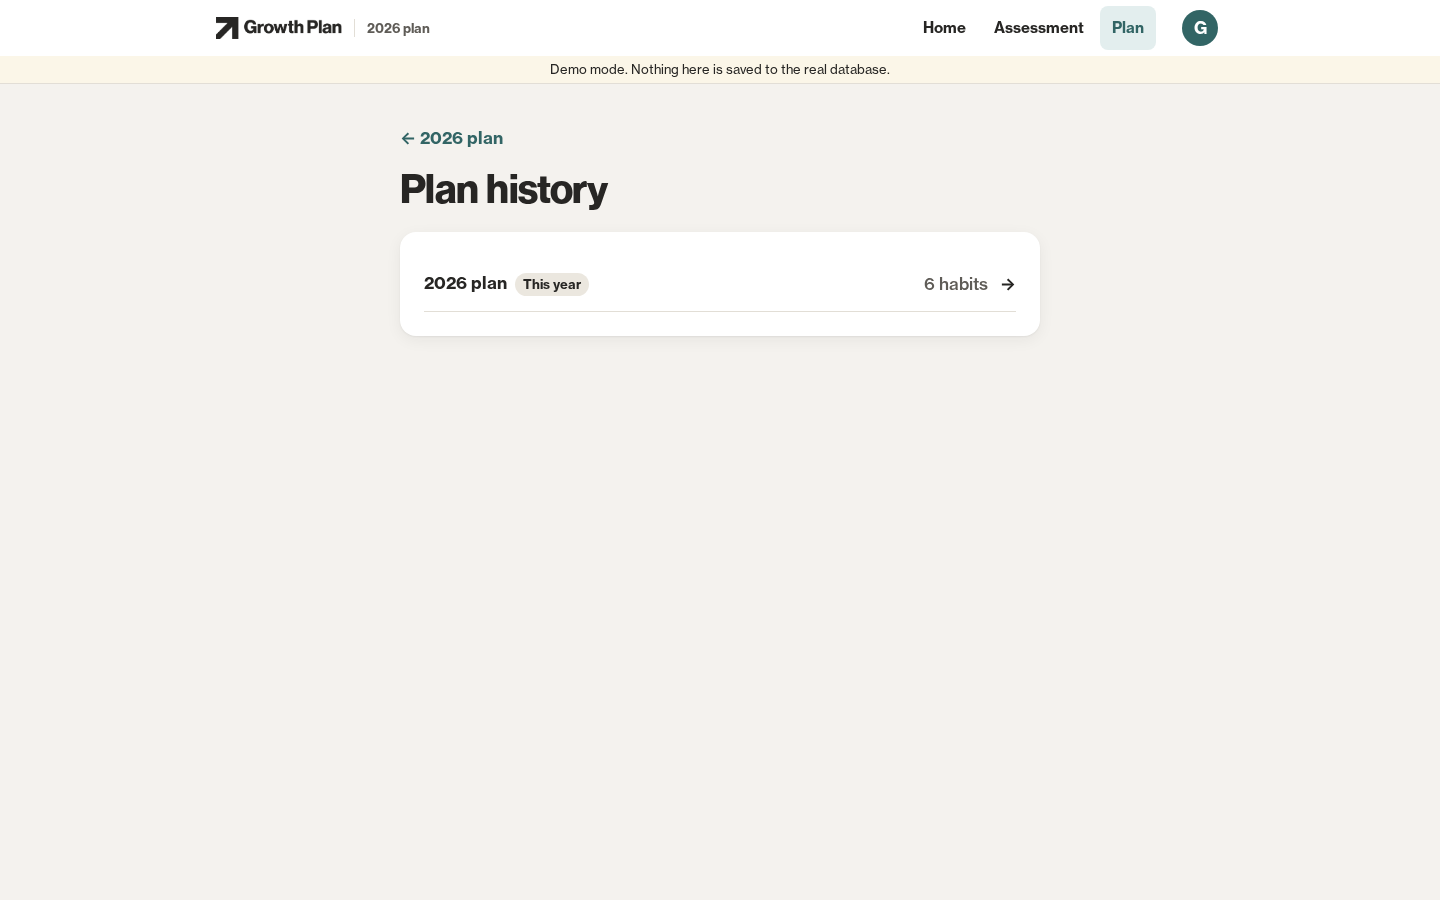 Growth Plan
2026 plan
Home
Assessment
Plan
G
Demo mode. Nothing here is saved to the real database.
← 2026 plan
Plan history
2026 plan
This year
6 habits →